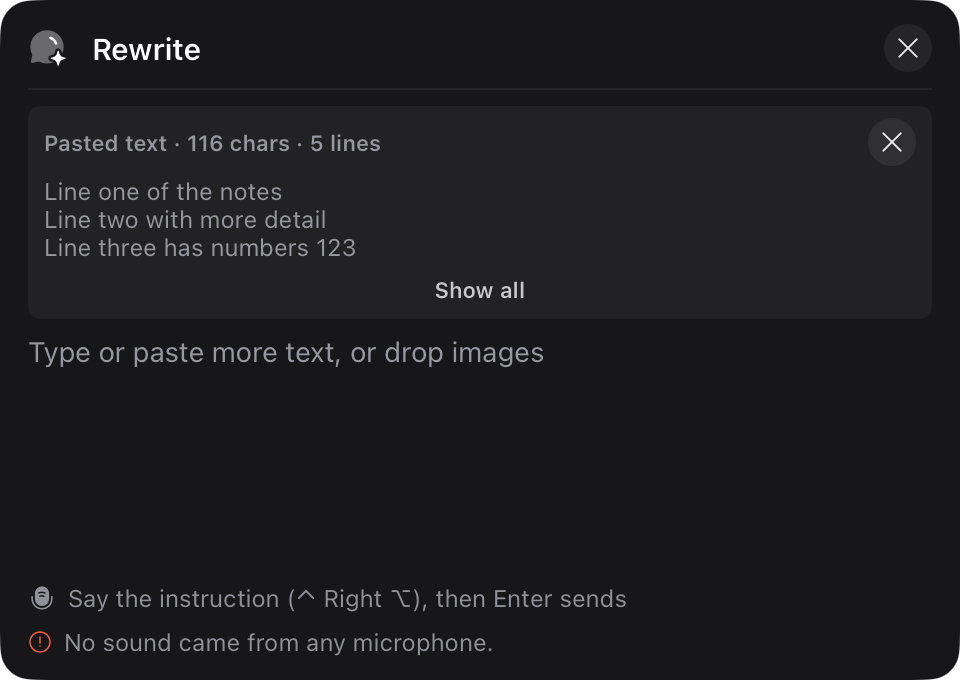 Rewrite
Pasted text · 116 chars · 5 lines
Line one of the notes
Line two with more detail
Line three has numbers 123
Show all
Type or paste more text, or drop images
Say the instruction (⌃ Right ⌥), then Enter sends
No sound came from any microphone.